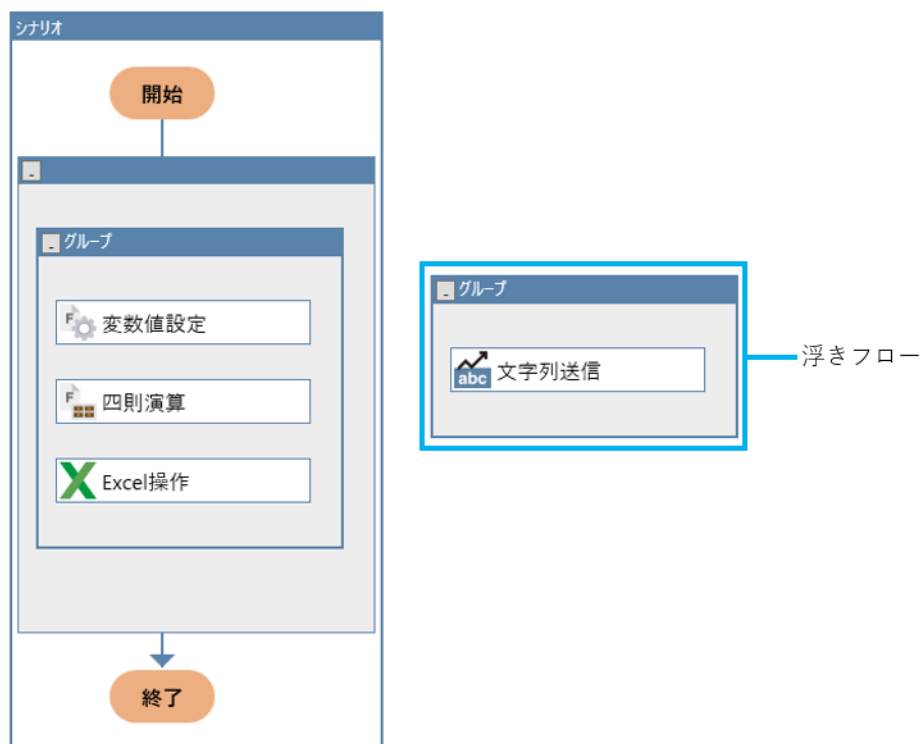 シナリオ
開始
グループ
変数値設定
四則演算
Excel操作
終了
グループ
abc 文字列送信
浮きフロー